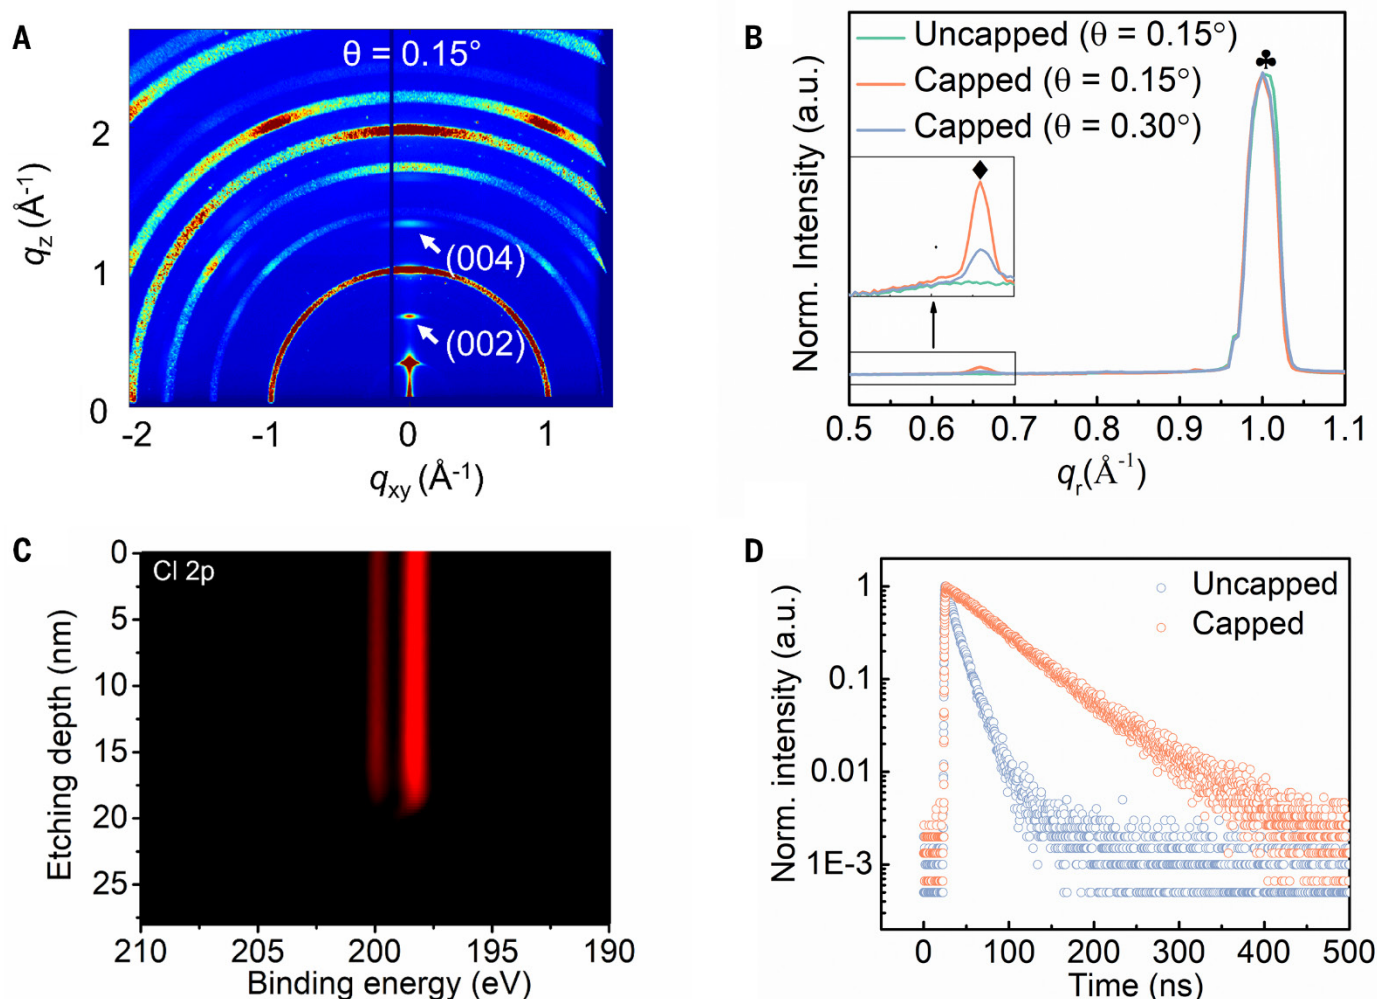 A
θ = 0.15°
(004)
(002)
2
1
0
-2
-1
0
1
qz (Å-1)
qxy (Å-1)
B
Uncapped (θ = 0.15°)
Capped (θ = 0.15°)
Capped (θ = 0.30°)
♣
♦
Norm. Intensity (a.u.)
0.5 0.6 0.7 0.8 0.9 1.0 1.1
qr(Å-1)
C
Cl 2p
0
5
10
15
20
25
Etching depth (nm)
210 205 200 195 190
Binding energy (eV)
D
Uncapped
Capped
1
0.1
0.01
1E-3
Norm. intensity (a.u.)
0 100 200 300 400 500
Time (ns)